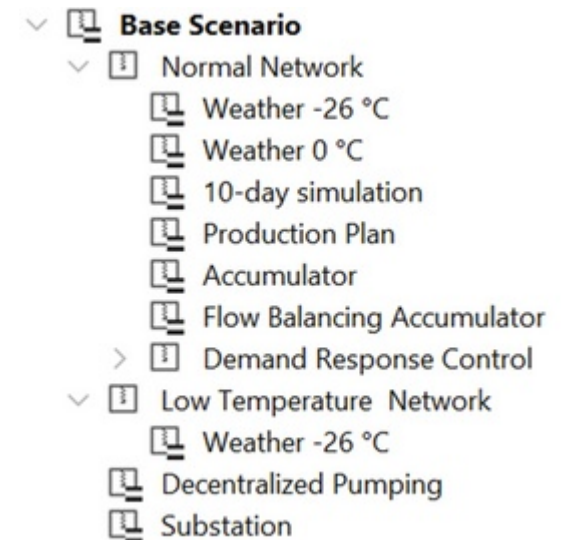 Base Scenario
Normal Network
Weather -26 °C
Weather 0 °C
10-day simulation
Production Plan
Accumulator
Flow Balancing Accumulator
Demand Response Control
Low Temperature  Network
Weather -26 °C
Decentralized Pumping
Substation